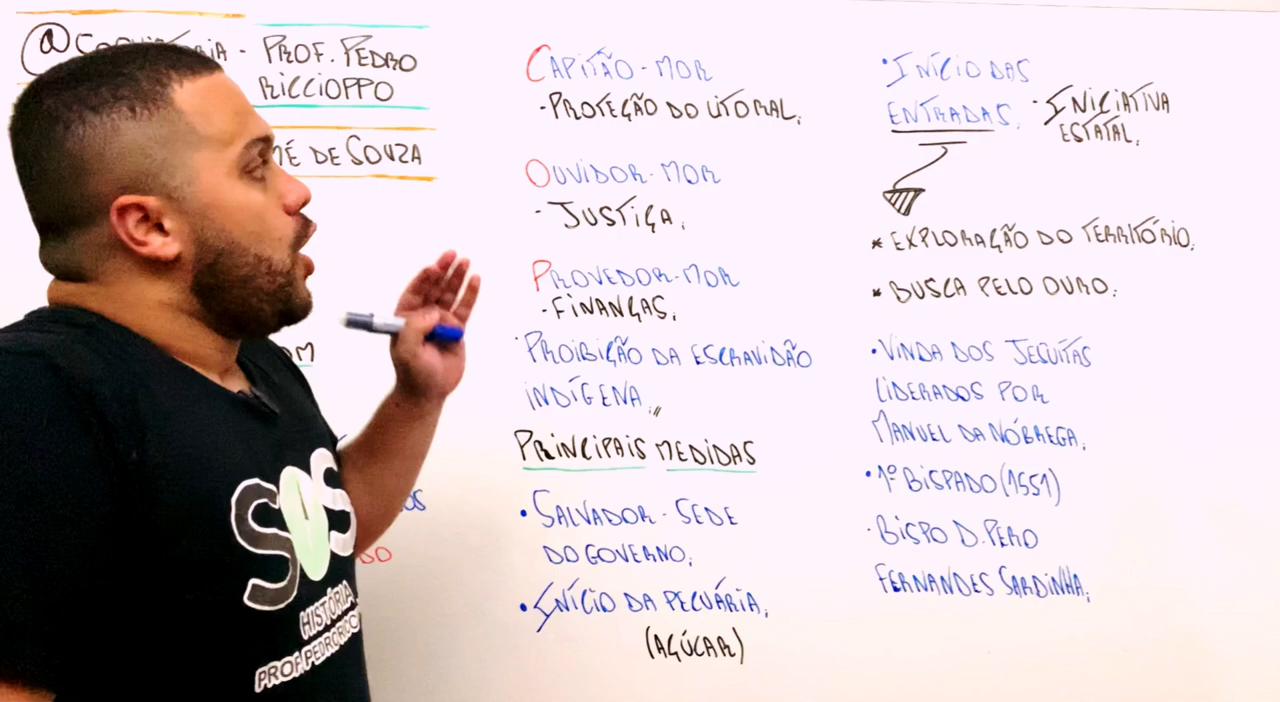 PROF. PEDRO
RICCIOPPO
DE SOUZA
CAPITÃO-MOR
-PROTEÇÃO DO LITORAL.
OUVIDOR-MOR
- JUSTIÇA.
PROVEDOR-MOR
-FINANÇAS.
·PROIBIÇÃO DA ESCRAVIDÃO
INDÍGENA.
PRINCIPAIS MEDIDAS
• SALVADOR - SEDE
DO GOVERNO.
• INÍCIO DA PECUÁRIA.
(AÇÚCAR)
•INÍCIO DAS
ENTRADAS. · INICIATIVA
ESTATAL.
* EXPLORAÇÃO DO TERRITÓRIO.
* BUSCA PELO OURO.
•VINDA DOS JESUÍTAS
LIDERADOS POR
MANUEL DA NÓBREGA.
•1º BISPADO (1551)
·BISPO D. PERO
FERNANDES SARDINHA.
SOS
HISTÓRIA
PROF.PEDRO